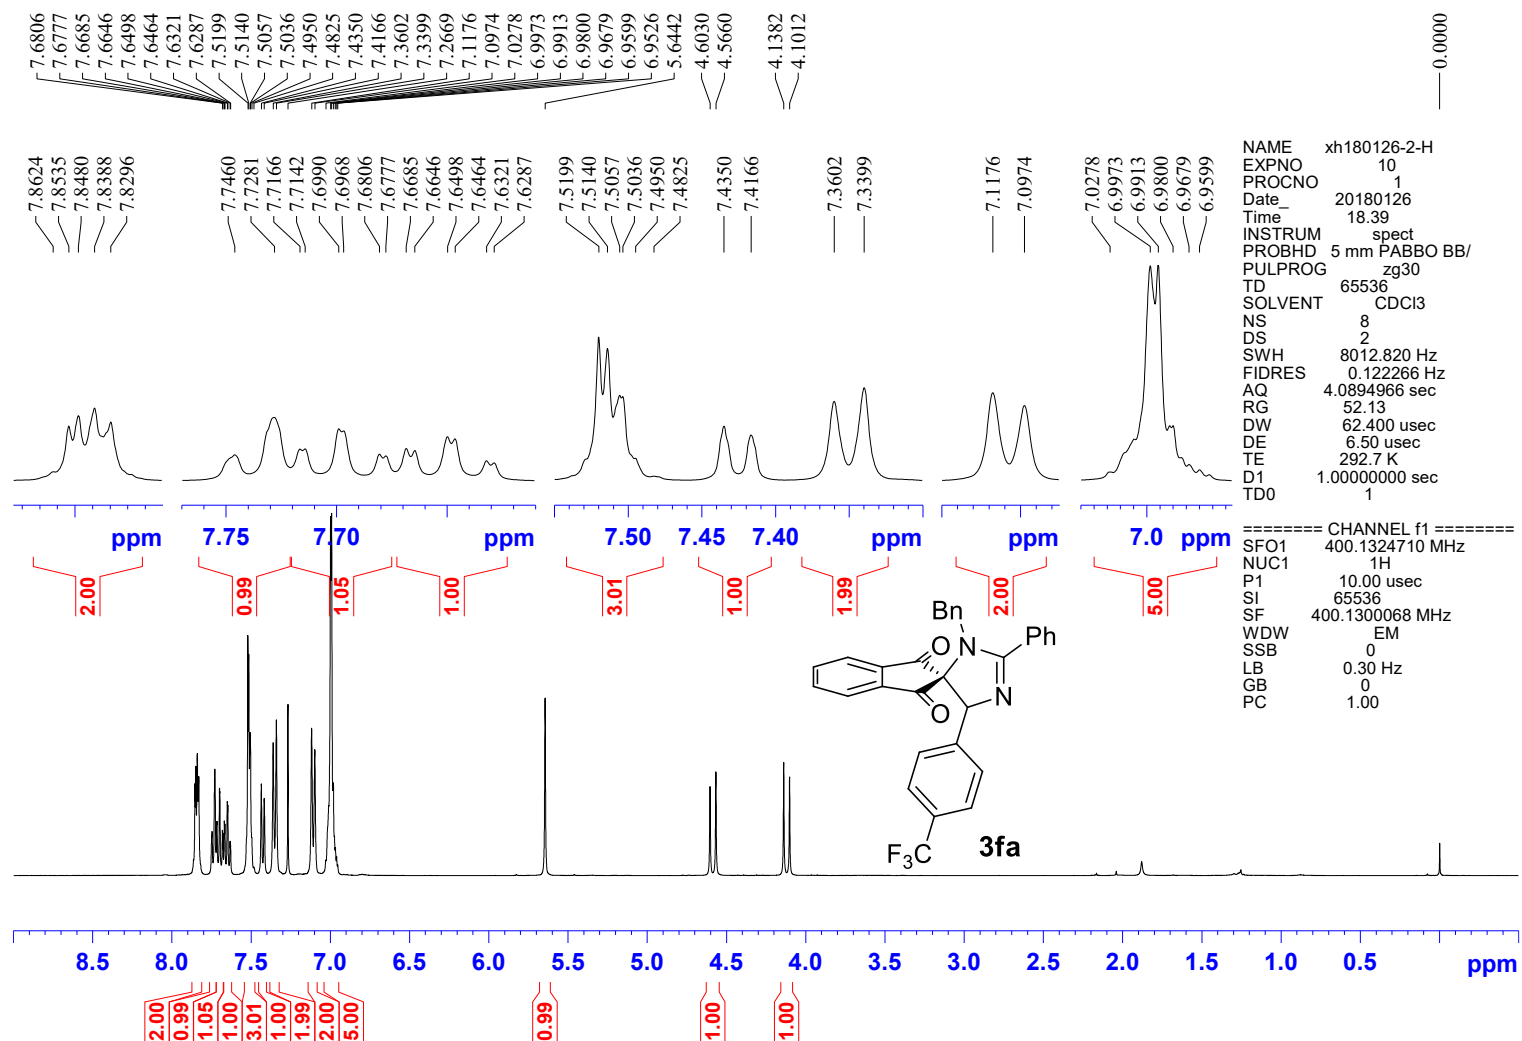 7.6806
7.6777
7.6685
7.6646
7.6498
7.6464
7.6321
7.6287
7.5199
7.5140
7.5057
7.5036
7.4950
7.4825
7.4350
7.4166
7.3602
7.3399
7.2669
7.1176
7.0974
7.0278
6.9973
6.9913
6.9800
6.9679
6.9599
6.9526
5.6442
4.6030
4.5660
4.1382
4.1012
0.0000
7.8624
7.8535
7.8480
7.8388
7.8296
7.7460
7.7281
7.7166
7.7142
7.6990
7.6968
7.6806
7.6777
7.6685
7.6646
7.6498
7.6464
7.6321
7.6287
7.5199
7.5140
7.5057
7.5036
7.4950
7.4825
7.4350
7.4166
7.3602
7.3399
7.1176
7.0974
7.0278
6.9973
6.9913
6.9800
6.9679
6.9599
NAME xh180126-2-H
EXPNO 10
PROCNO 1
Date_ 20180126
Time 18.39
INSTRUM spect
PROBHD 5 mm PABBO BB/
PULPROG zg30
TD 65536
SOLVENT CDCl3
NS 8
DS 2
SWH 8012.820 Hz
FIDRES 0.122266 Hz
AQ 4.0894966 sec
RG 52.13
DW 62.400 usec
DE 6.50 usec
TE 292.7 K
D1 1.00000000 sec
TD0 1
======== CHANNEL f1 ========
SFO1 400.1324710 MHz
NUC1 1H
P1 10.00 usec
SI 65536
SF 400.1300068 MHz
WDW EM
SSB 0
LB 0.30 Hz
GB 0
PC 1.00
ppm 7.75 7.70 ppm 7.50 7.45 7.40 ppm ppm 7.0 ppm
2.00 0.99 1.05 1.00 3.01 1.00 1.99 2.00 5.00
Bn
O
N
Ph
N
O
F3C
3fa
8.5 8.0 7.5 7.0 6.5 6.0 5.5 5.0 4.5 4.0 3.5 3.0 2.5 2.0 1.5 1.0 0.5 ppm
2.00 0.99 1.05 1.00 3.01 1.00 1.99 2.00 5.00 0.99 1.00 1.00